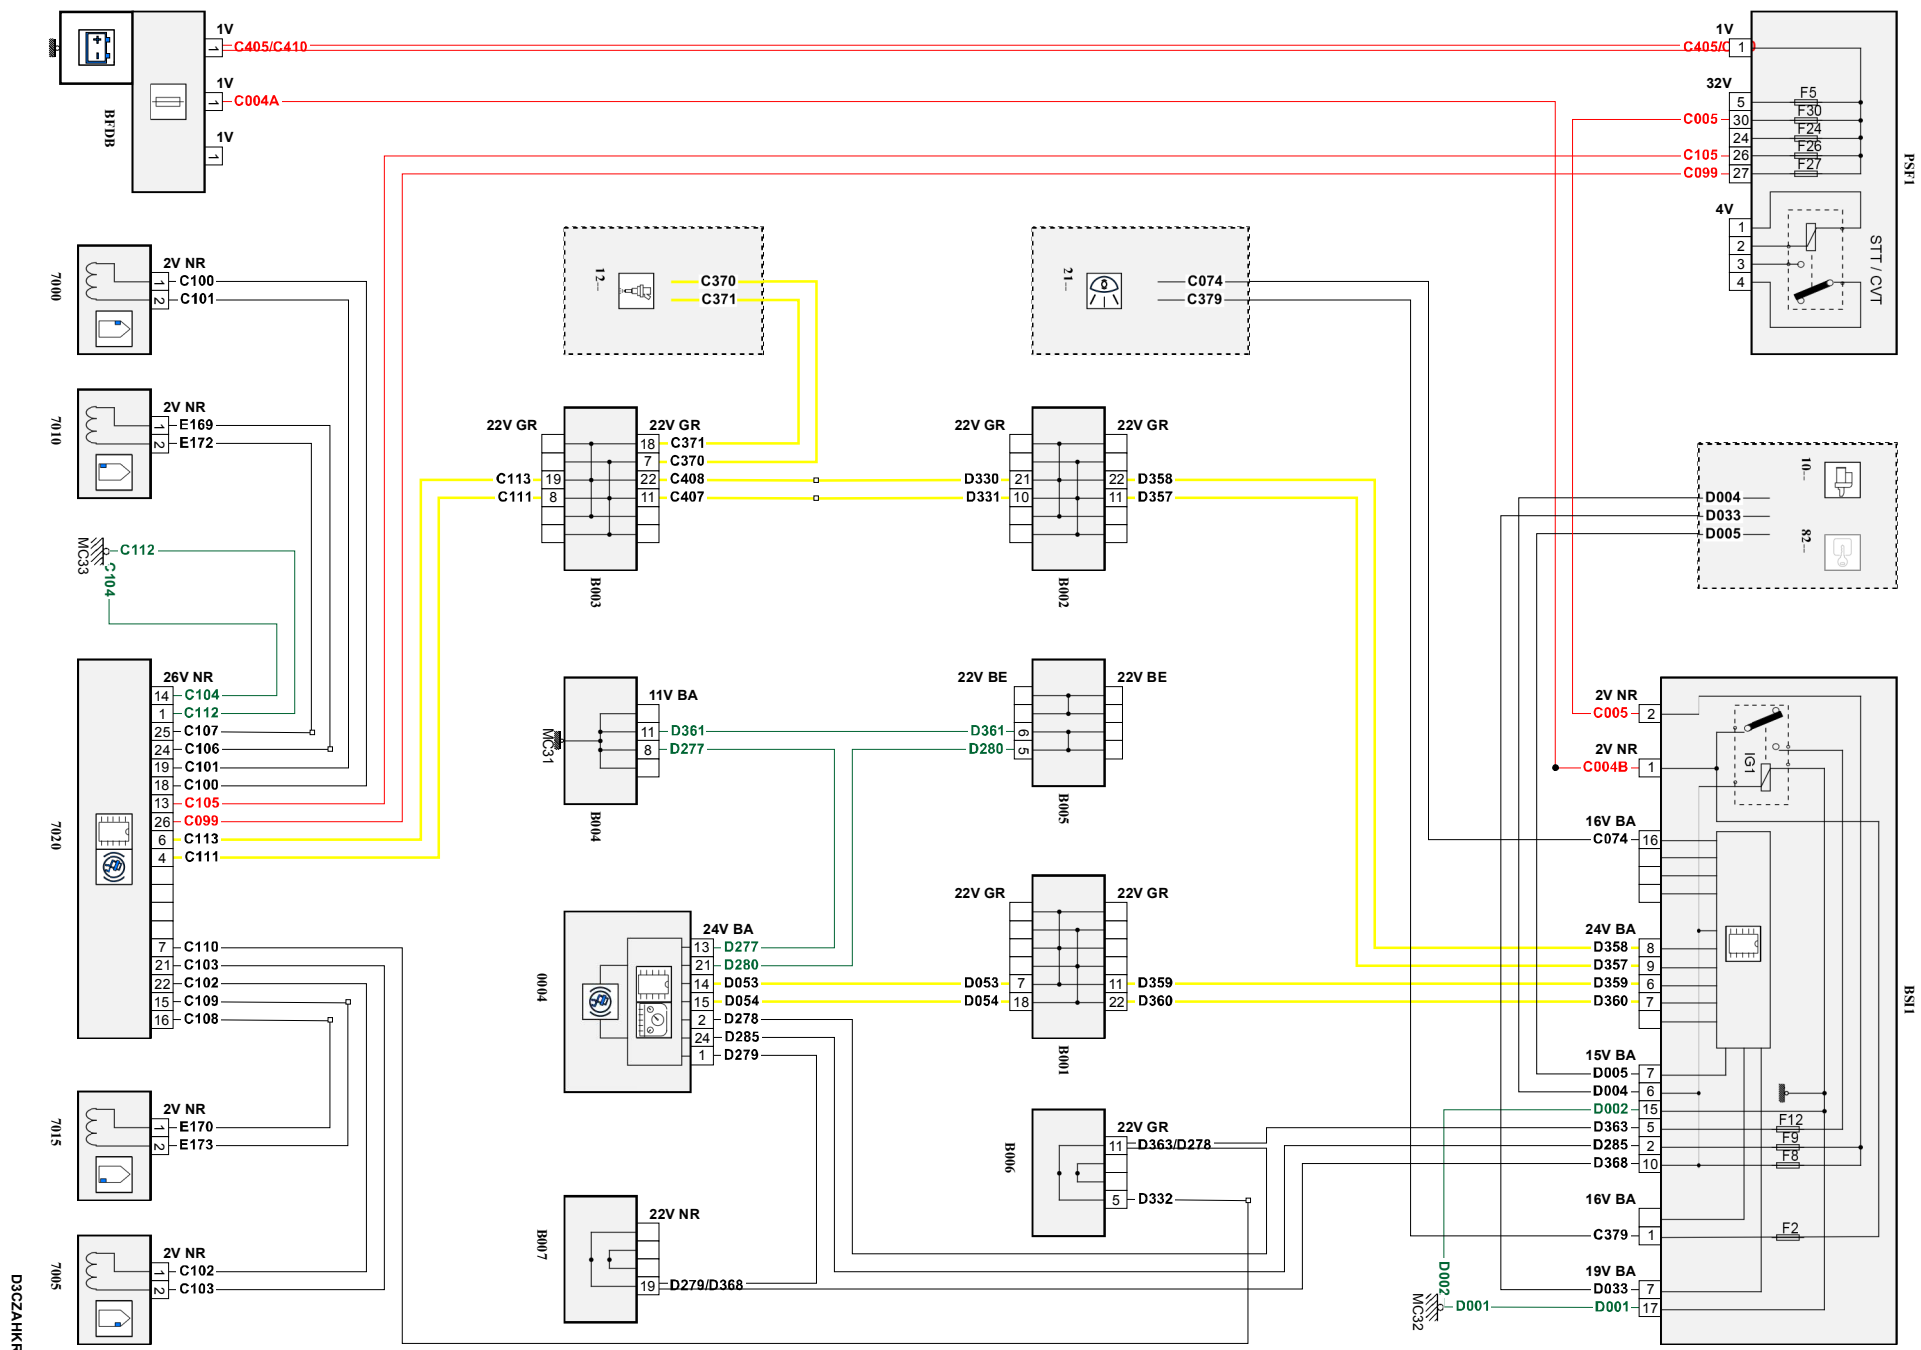 BFDB
1V
1
C405/C410
1V
1
C004A
1V
1
C405/C
1V
1
32V
5
30
24
26
27
C005
C105
C099
F5
F30
F24
F26
F27
4V
1
2
3
4
STT / CVT
PSF1
7000
2V NR
1
C100
2
C101
7010
2V NR
1
E169
2
E172
MC33
C112
C104
12--
C370
C371
21--
C074
C379
22V GR
22V GR
18
C371
7
C370
C113
19
22
C408
C111
8
11
C407
B003
22V GR
22V GR
D330
21
22
D358
D331
10
11
D357
B002
10--
82--
D004
D033
D005
7020
26V NR
14
C104
1
C112
25
C107
24
C106
19
C101
18
C100
13
C105
26
C099
6
C113
4
C111
7
C110
21
C103
22
C102
15
C109
16
C108
MC31
11V BA
11
D361
8
D277
B004
22V BE
22V BE
D361
6
D280
5
B005
0004
24V BA
13
D277
21
D280
14
D053
15
D054
2
D278
24
D285
1
D279
22V GR
22V GR
D053
7
11
D359
D054
18
22
D360
B001
B006
22V GR
11
D363/D278
5
D332
B007
22V NR
19
D279/D368
7015
2V NR
1
E170
2
E173
7005
2V NR
1
C102
2
C103
BSI1
2V NR
C005
2
2V NR
C004B
1
IG1
16V BA
C074
16
24V BA
D358
8
D357
9
D359
6
D360
7
15V BA
D005
7
D004
6
D002
15
D363
5
F12
D285
2
F9
D368
10
F8
16V BA
C379
1
F2
19V BA
D033
7
D001
17
D001
D002
MC32
D3CZAHKR